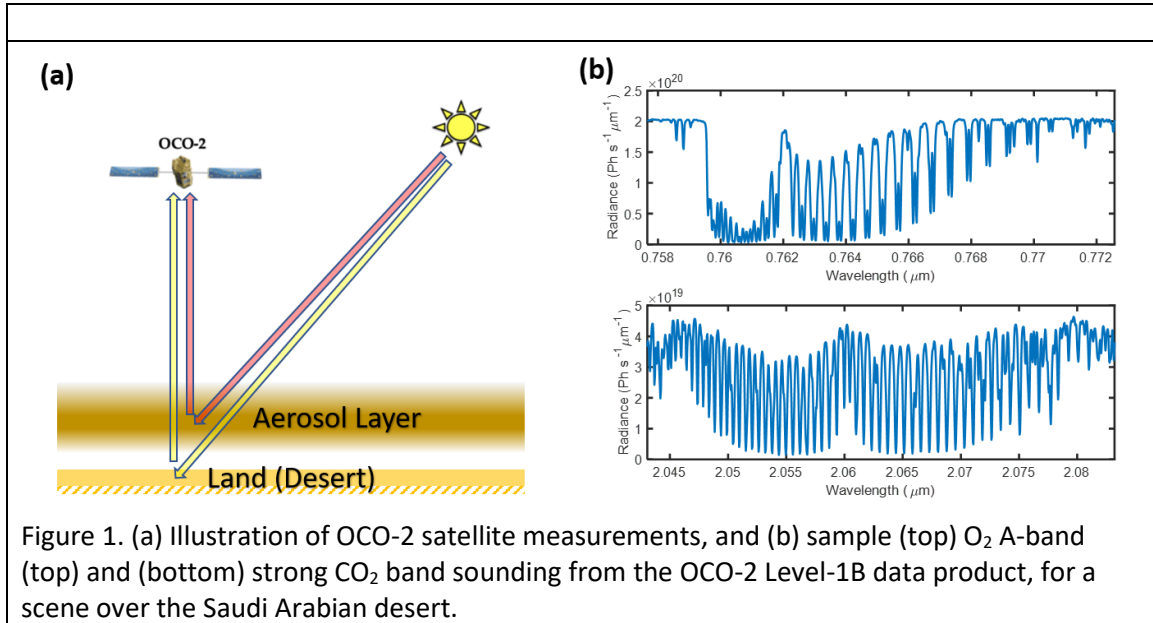 (a)
OCO-2
Aerosol Layer
Land (Desert)
(b)
×10²⁰
2.5
2
1.5
1
0.5
0
Radiance (Ph s⁻¹ μm⁻¹)
0.758 0.76 0.762 0.764 0.766 0.768 0.77 0.772
Wavelength ( μm)
×10¹⁹
5
4
3
2
1
0
Radiance (Ph s⁻¹ μm⁻¹)
2.045 2.05 2.055 2.06 2.065 2.07 2.075 2.08
Wavelength ( μm)
Figure 1. (a) Illustration of OCO-2 satellite measurements, and (b) sample (top) O₂ A-band
(top) and (bottom) strong CO₂ band sounding from the OCO-2 Level-1B data product, for a
scene over the Saudi Arabian desert.